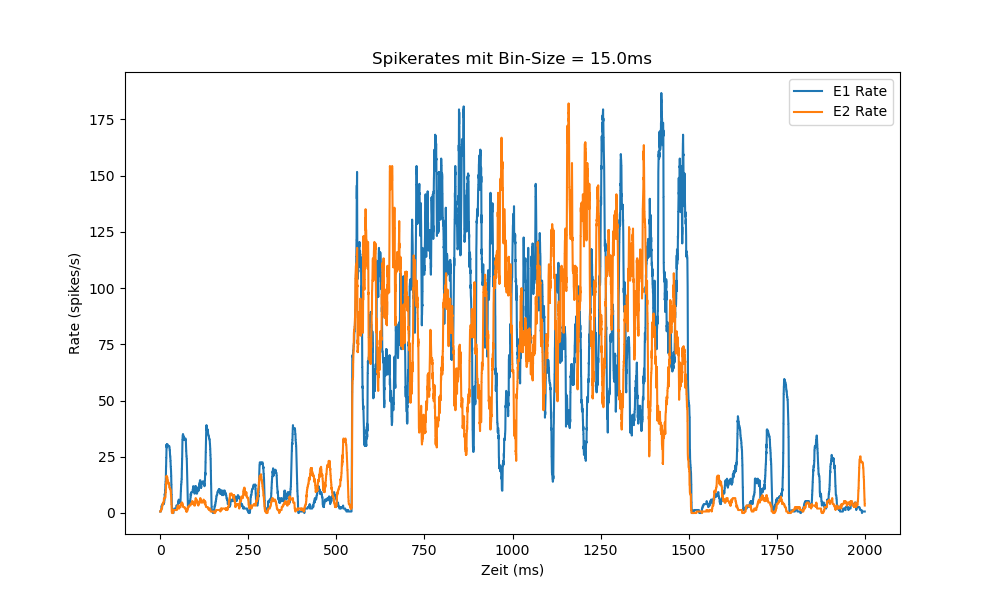 Spikerates mit Bin-Size = 15.0ms
E1 Rate
E2 Rate
Rate (spikes/s)
175
150
125
100
75
50
25
0
0 250 500 750 1000 1250 1500 1750 2000
Zeit (ms)